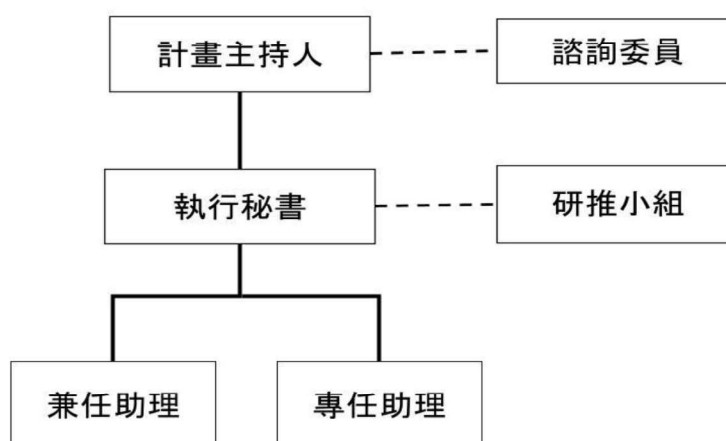 計畫主持人
諮詢委員
執行秘書
研推小組
兼任助理
專任助理